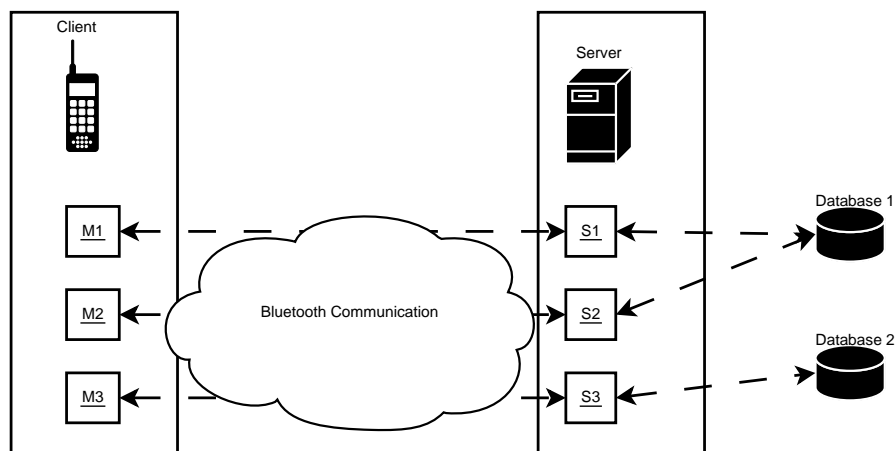 Client
Server
M1
S1
Database 1
M2
Bluetooth Communication
S2
M3
S3
Database 2